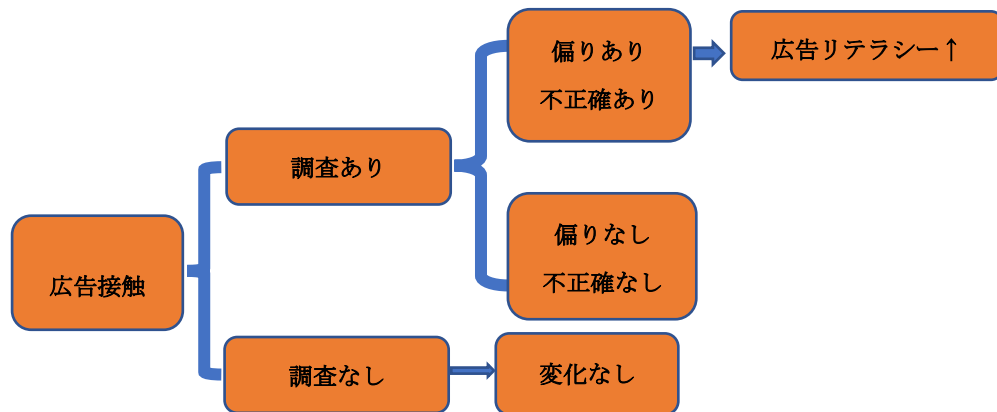 偏りあり
不正確あり
広告リテラシー↑
調査あり
偏りなし
不正確なし
広告接触
調査なし
変化なし